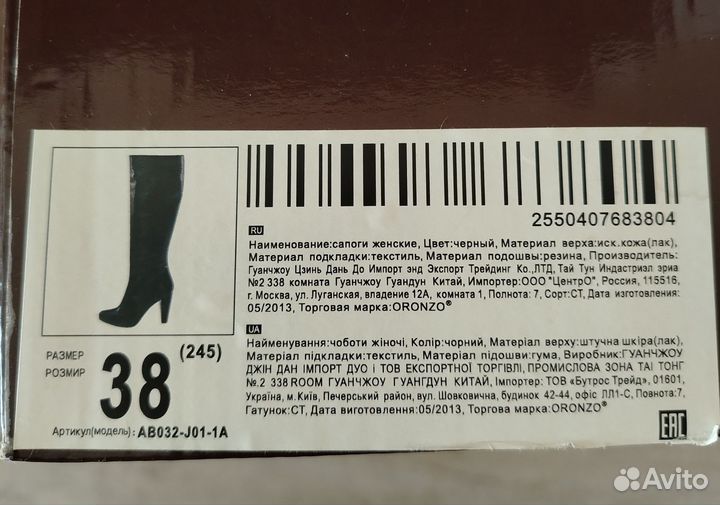 РАЗМЕР
РОЗМИР
38
(245)
Артикул(модель): AB032-J01-1A
2550407683804
RU
Наименование:сапоги женские, Цвет:черный, Материал верха:иск.кожа(лак),
Материал подкладки:текстиль, Материал подошвы:резина, Производитель:
Гуанчжоу Цзинь Дань До Импорт энд Экспорт Трейдинг Ко.,ЛТД, Тай Тун Индастриэл эриа
№2 338 комната Гуанчжоу Гуандун Китай, Импортер:ООО "ЦентрО", Россия, 115516,
г. Москва, ул. Луганская, владение 12А, комната 1, Полнота: 7, Сорт:СТ, Дата изготовления:
05/2013, Торговая марка:ORONZO®
UA
Найменування:чоботи жіночі, Колір:чорний, Матеріал верху:штучна шкіра(лак),
Матеріал підкладки:текстиль, Матеріал підошви:гума, Виробник:ГУАНЧЖОУ
ДЖІН ДАН ІМПОРТ ДУО і ТОВ ЕКСПОРТНОЇ ТОРГІВЛІ, ПРОМИСЛОВА ЗОНА ТАІ ТОНГ
№.2 338 ROOM ГУАНЧЖОУ ГУАНГДУН КИТАЙ, Імпортер: ТОВ «Бутрос Трейд», 01601,
Україна, м.Київ, Печерський район, вул. Шовковична, будинок 42-44, офіс ЛЛ1-С, Повнота:7,
Гатунок:СТ, Дата виготовлення:05/2013, Торгова марка:ORONZO®
EAC
Avito